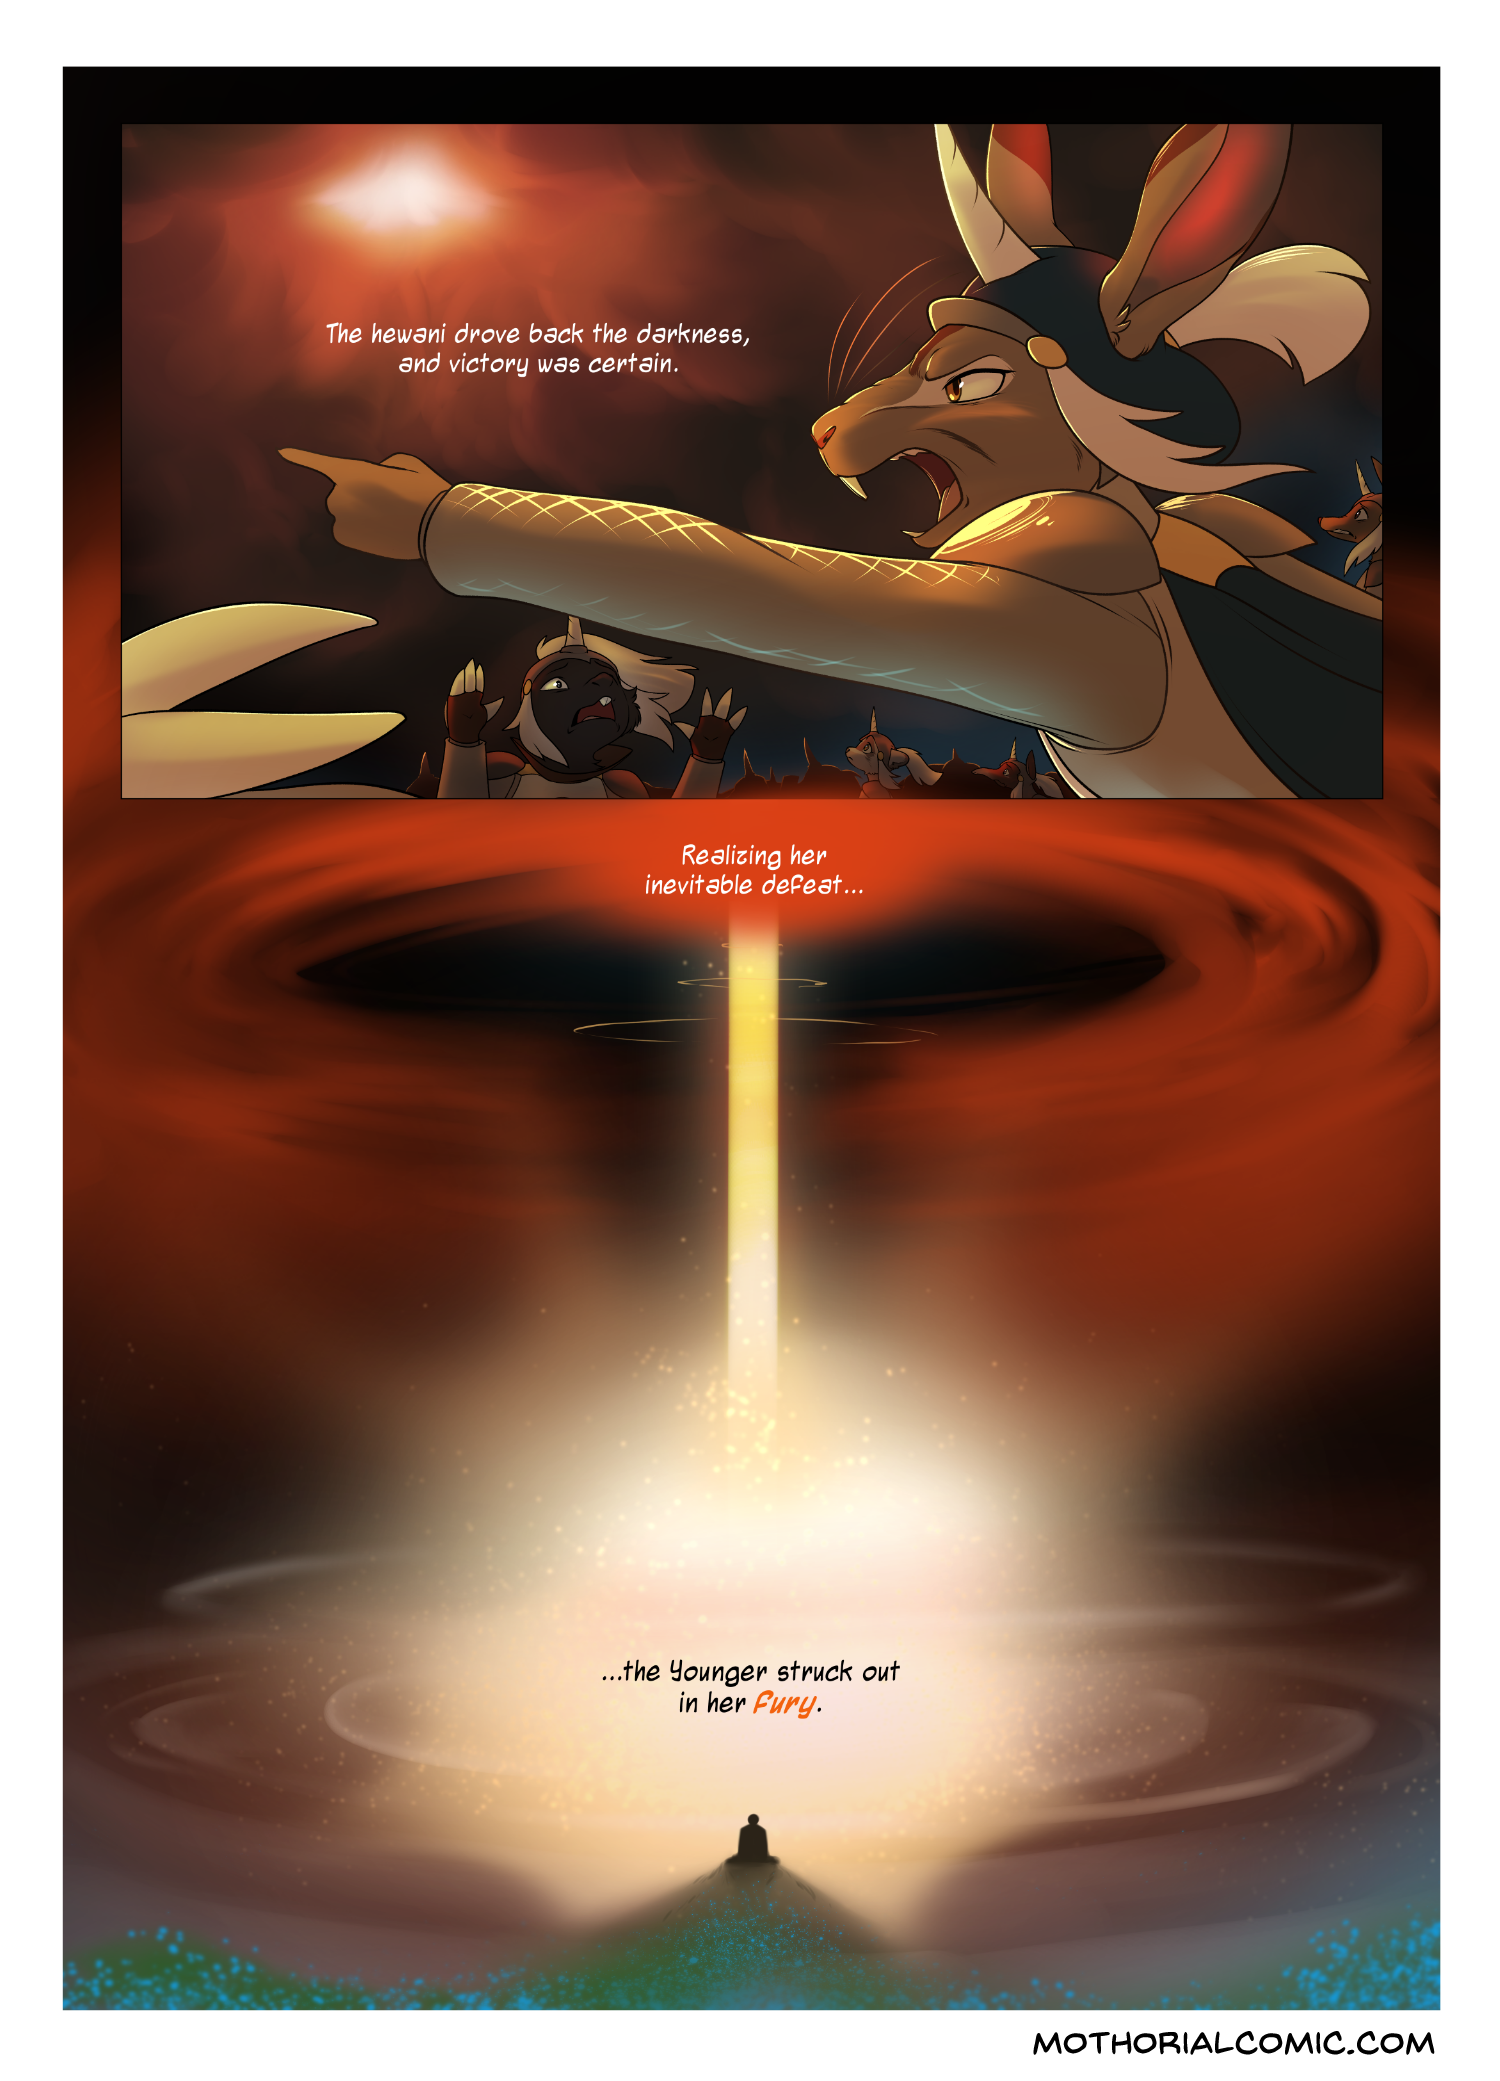 The hewani drove back the darkness,
and victory was certain.
Realizing her
inevitable defeat...
...the Younger struck out
in her fury.
MOTHORIALCOMIC.COM